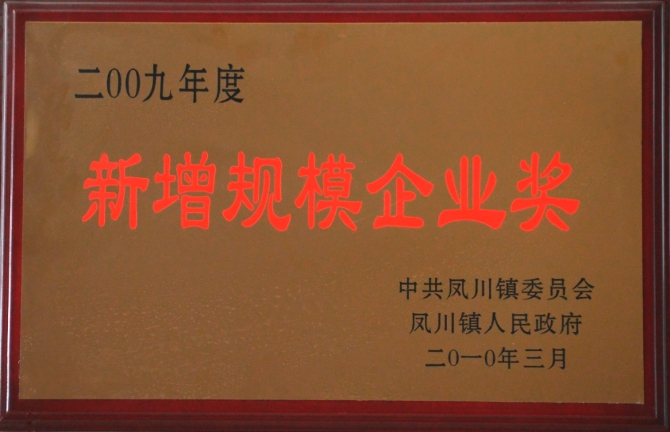 二00九年度
新增规模企业奖
中共凤川镇委员会
凤川镇人民政府
二0一0年三月